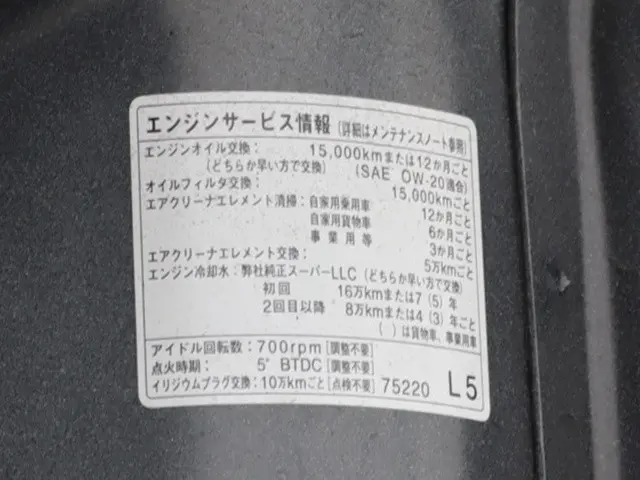 エンジンサービス情報 (詳細はメンテナンスノート参照)
エンジンオイル交換: 15,000kmまたは12か月ごと
(どちらか早い方で交換) (SAE 0W-20適合)
オイルフィルタ交換: 15,000kmごと
エアクリーナエレメント清掃: 自家用乗用車 12か月ごと
自家用貨物車 6か月ごと
事業用等 3か月ごと
エアクリーナエレメント交換: 5万kmごと
エンジン冷却水: 弊社純正スーパーLLC (どちらか早い方で交換)
初回 16万kmまたは7 (5) 年
2回目以降 8万kmまたは4 (3) 年ごと
( ) は貨物車、事業用車
アイドル回転数: 700rpm [調整不要]
点火時期: 5° BTDC [調整不要]
イリジウムプラグ交換: 10万kmごと [点検不要] 75220 L5